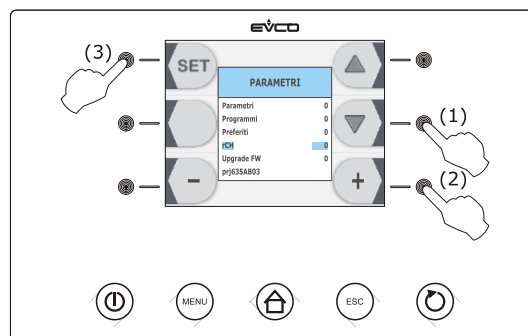 EVCO
(3)
SET
PARAMETRI
(1)
Parametri 0
Programmi 0
Preferiti 0
rCH 0
Upgrade FW 0
prj635AB03
(2)
- +
MENU
ESC